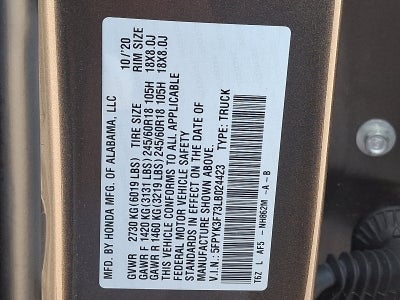 MFD. BY HONDA MFG. OF ALABAMA, LLC 10/'20
TIRE SIZE RIM SIZE
GVWR 2730 KG (6019 LBS)
GAWR F 1420 KG (3131 LBS) 245/60R18 105H 18X8.0J
GAWR R 1460 KG (3219 LBS) 245/60R18 105H 18X8.0J
THIS VEHICLE CONFORMS TO ALL APPLICABLE
FEDERAL MOTOR VEHICLE SAFETY
STANDARDS IN EFFECT ON THE DATE OF
MANUFACTURE SHOWN ABOVE.
V.I.N.: 5FPYK3F73LB024423 TYPE: TRUCK
T6Z L AF5 -NH862M -A -B